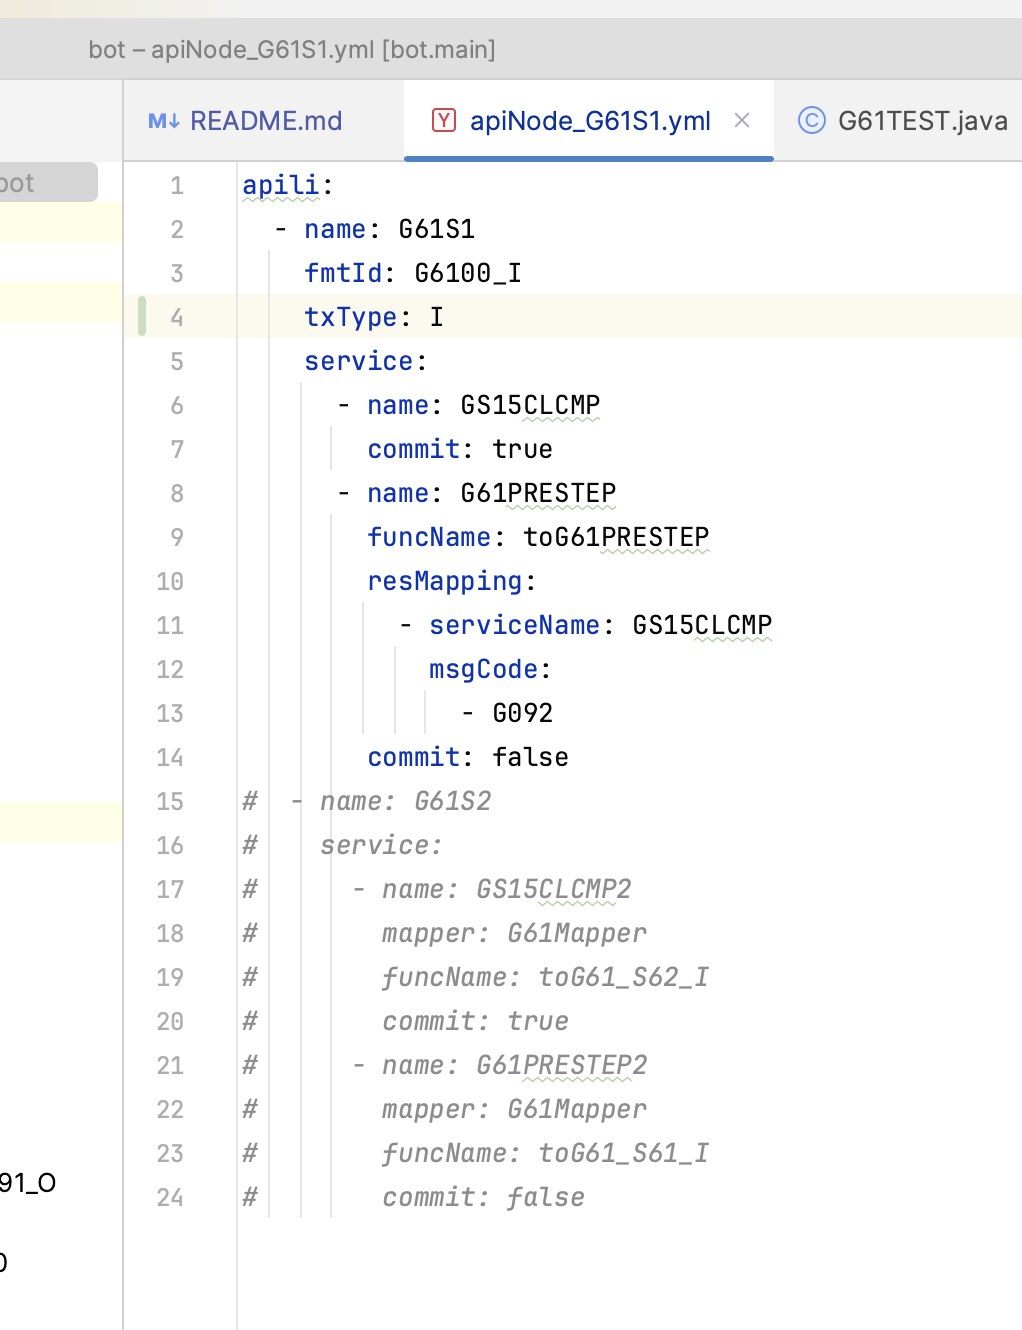 bot – apiNode_G61S1.yml [bot.main]
README.md apiNode_G61S1.yml G61TEST.java
1 apili:
2 - name: G61S1
3 fmtId: G6100_I
4 txType: I
5 service:
6 - name: GS15CLCMP
7 commit: true
8 - name: G61PRESTEP
9 funcName: toG61PRESTEP
10 resMapping:
11 - serviceName: GS15CLCMP
12 msgCode:
13 - G092
14 commit: false
15 # - name: G61S2
16 # service:
17 # - name: GS15CLCMP2
18 # mapper: G61Mapper
19 # funcName: toG61_S62_I
20 # commit: true
21 # - name: G61PRESTEP2
22 # mapper: G61Mapper
23 # funcName: toG61_S61_I
24 # commit: false
91_O